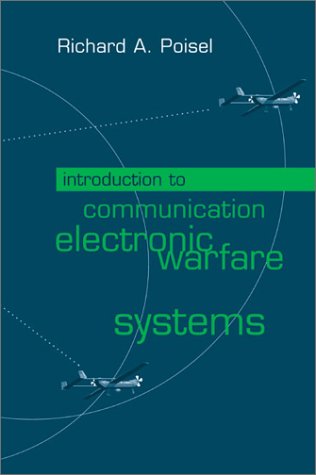 Richard A. Poisel
introduction to
communication
electronic warfare
systems